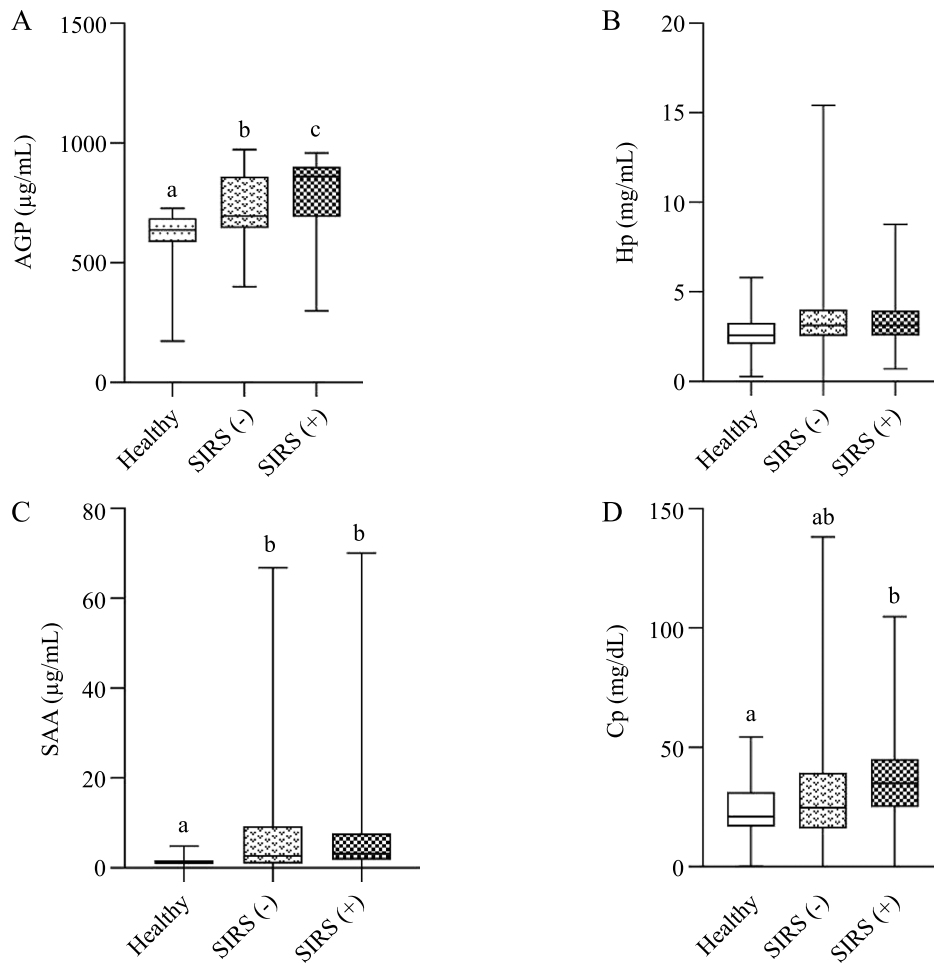 A
AGP (µg/mL)
1500
1000
500
0
a
b
c
Healthy
SIRS (-)
SIRS (+)
B
Hp (mg/mL)
20
15
10
5
0
Healthy
SIRS (-)
SIRS (+)
C
SAA (µg/mL)
80
60
40
20
0
a
b
b
Healthy
SIRS (-)
SIRS (+)
D
Cp (mg/dL)
150
100
50
0
a
ab
b
Healthy
SIRS (-)
SIRS (+)